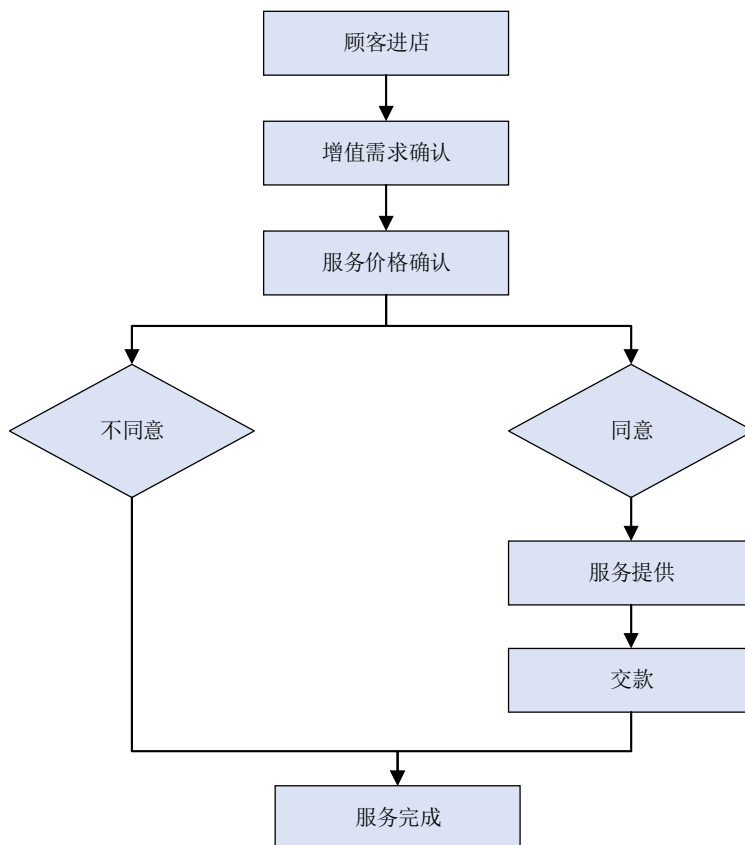 顾客进店
增值需求确认
服务价格确认
不同意
同意
服务提供
交款
服务完成